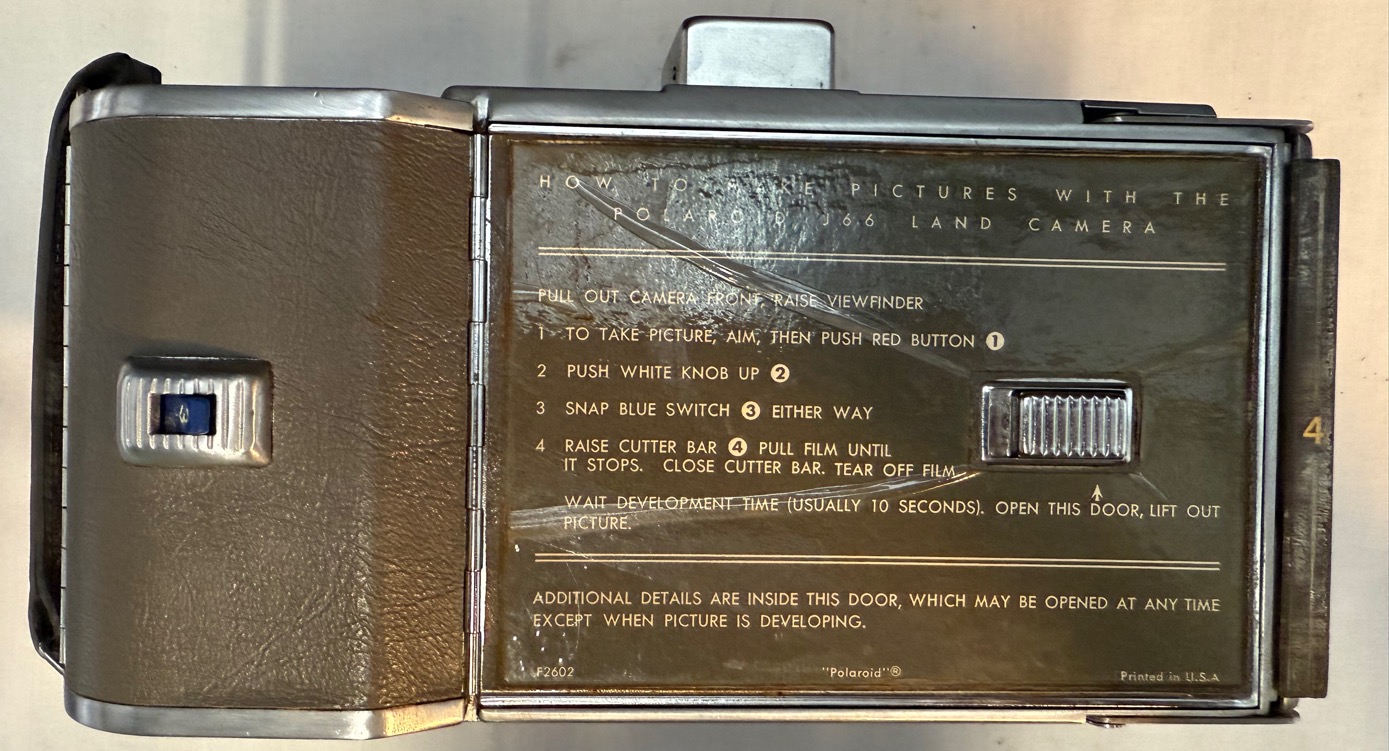 HOW TO MAKE PICTURES WITH THE
POLAROID J66 LAND CAMERA
PULL OUT CAMERA FRONT, RAISE VIEWFINDER
1 TO TAKE PICTURE, AIM, THEN PUSH RED BUTTON 1
2 PUSH WHITE KNOB UP 2
3 SNAP BLUE SWITCH 3 EITHER WAY
4 RAISE CUTTER BAR 4 PULL FILM UNTIL
IT STOPS. CLOSE CUTTER BAR. TEAR OFF FILM
WAIT DEVELOPMENT TIME (USUALLY 10 SECONDS). OPEN THIS DOOR, LIFT OUT
PICTURE.
ADDITIONAL DETAILS ARE INSIDE THIS DOOR, WHICH MAY BE OPENED AT ANY TIME
EXCEPT WHEN PICTURE IS DEVELOPING.
F2602 "Polaroid"® Printed in U.S.A
4